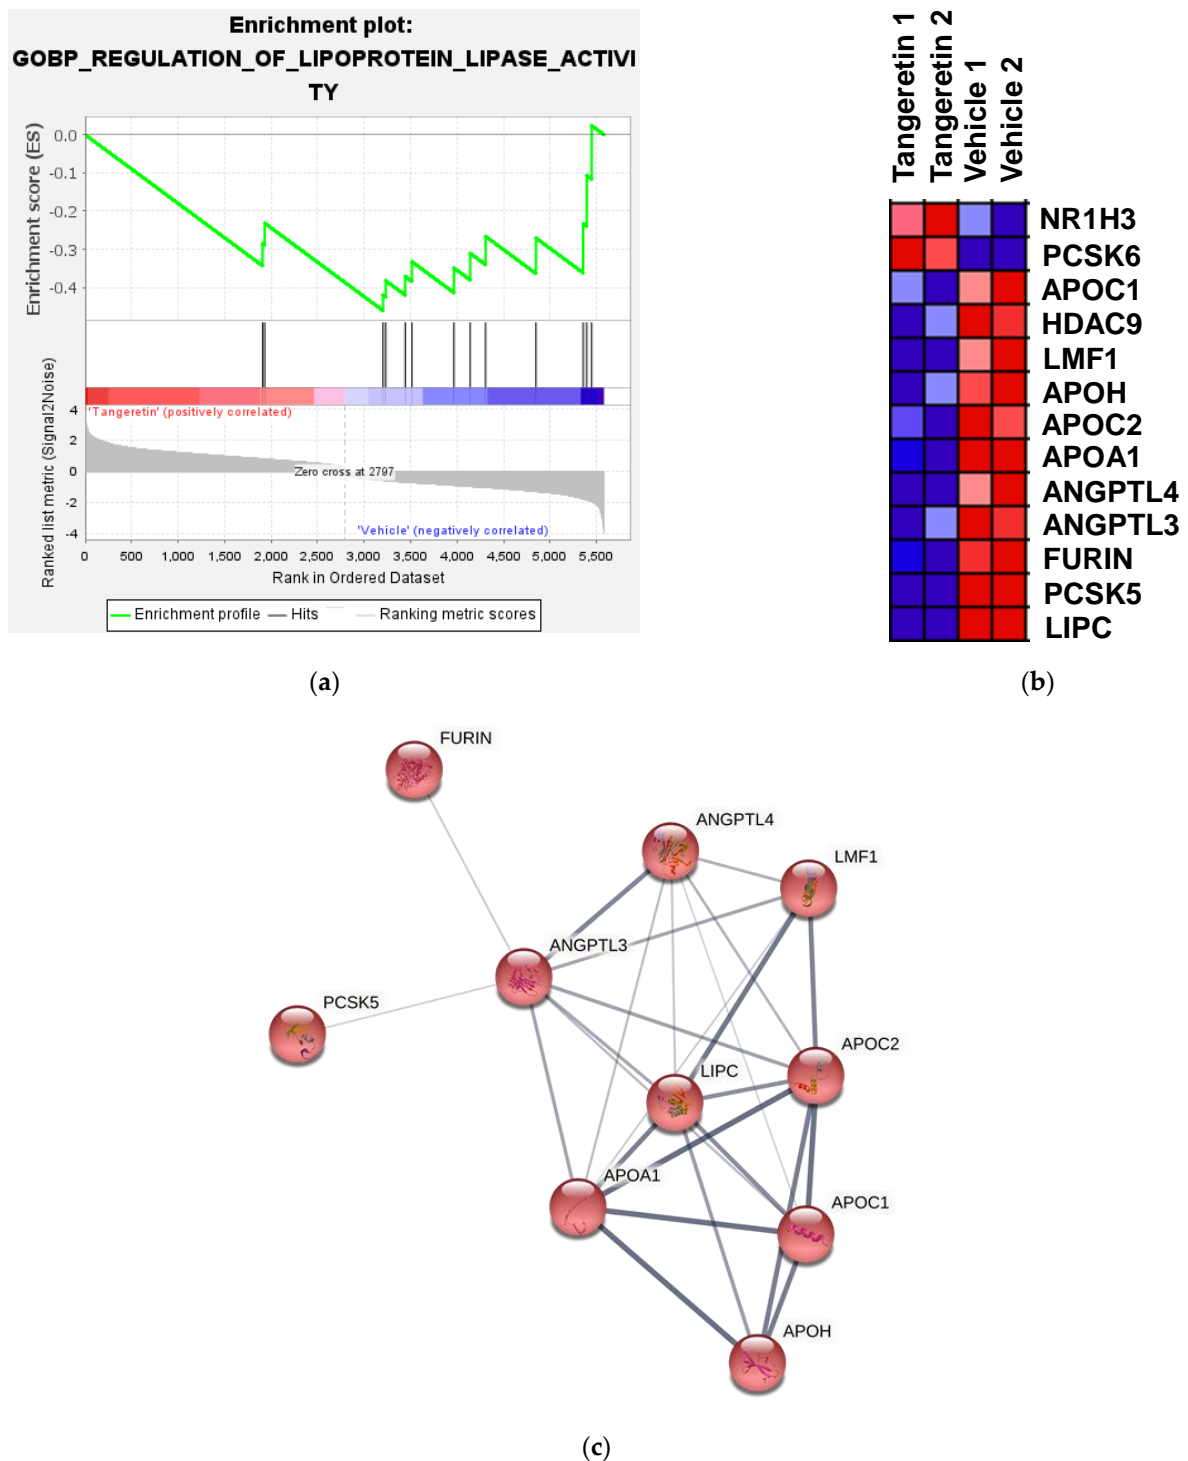 Enrichment plot:
GOBP_REGULATION_OF_LIPOPROTEIN_LIPASE_ACTIVI
TY
Enrichment score (ES)
0.0
-0.1
-0.2
-0.3
-0.4
Ranked list metric (Signal2Noise)
4
2
0
-2
-4
'Tangeretin' (positively correlated)
Zero cross at 2797
'Vehicle' (negatively correlated)
0 500 1,000 1,500 2,000 2,500 3,000 3,500 4,000 4,500 5,000 5,500
Rank in Ordered Dataset
Enrichment profile Hits Ranking metric scores
(a)
Tangeretin 1
Tangeretin 2
Vehicle 1
Vehicle 2
NR1H3
PCSK6
APOC1
HDAC9
LMF1
APOH
APOC2
APOA1
ANGPTL4
ANGPTL3
FURIN
PCSK5
LIPC
(b)
FURIN
ANGPTL4
LMF1
ANGPTL3
PCSK5
APOC2
LIPC
APOA1
APOC1
APOH
(c)